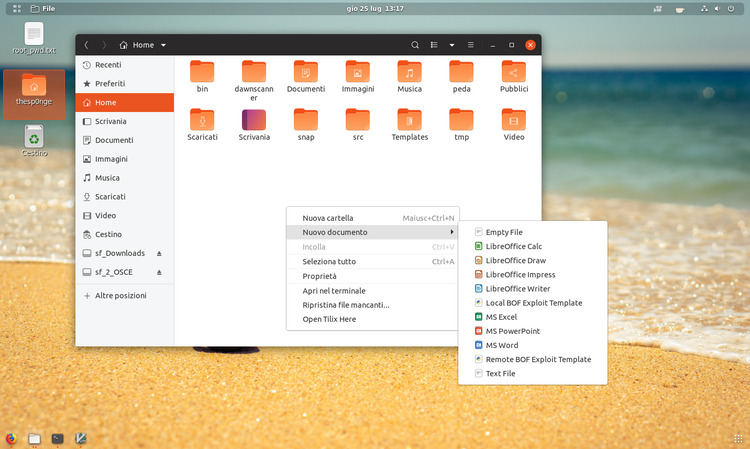 File
gio 25 lug 13:17
root_pwd.txt
thesp0nge
Cestino
Home
Recenti
Preferiti
Home
Scrivania
Documenti
Immagini
Musica
Scaricati
Video
Cestino
sf_Downloads
sf_2_OSCE
Altre posizioni
bin
dawnscanner
Documenti
Immagini
Musica
peda
Pubblici
Scaricati
Scrivania
snap
src
Templates
tmp
Video
Nuova cartella Maiusc+Ctrl+N
Nuovo documento
Incolla Ctrl+V
Seleziona tutto Ctrl+A
Proprietà
Apri nel terminale
Ripristina file mancanti...
Open Tilix Here
Empty File
LibreOffice Calc
LibreOffice Draw
LibreOffice Impress
LibreOffice Writer
Local BOF Exploit Template
MS Excel
MS PowerPoint
MS Word
Remote BOF Exploit Template
Text File